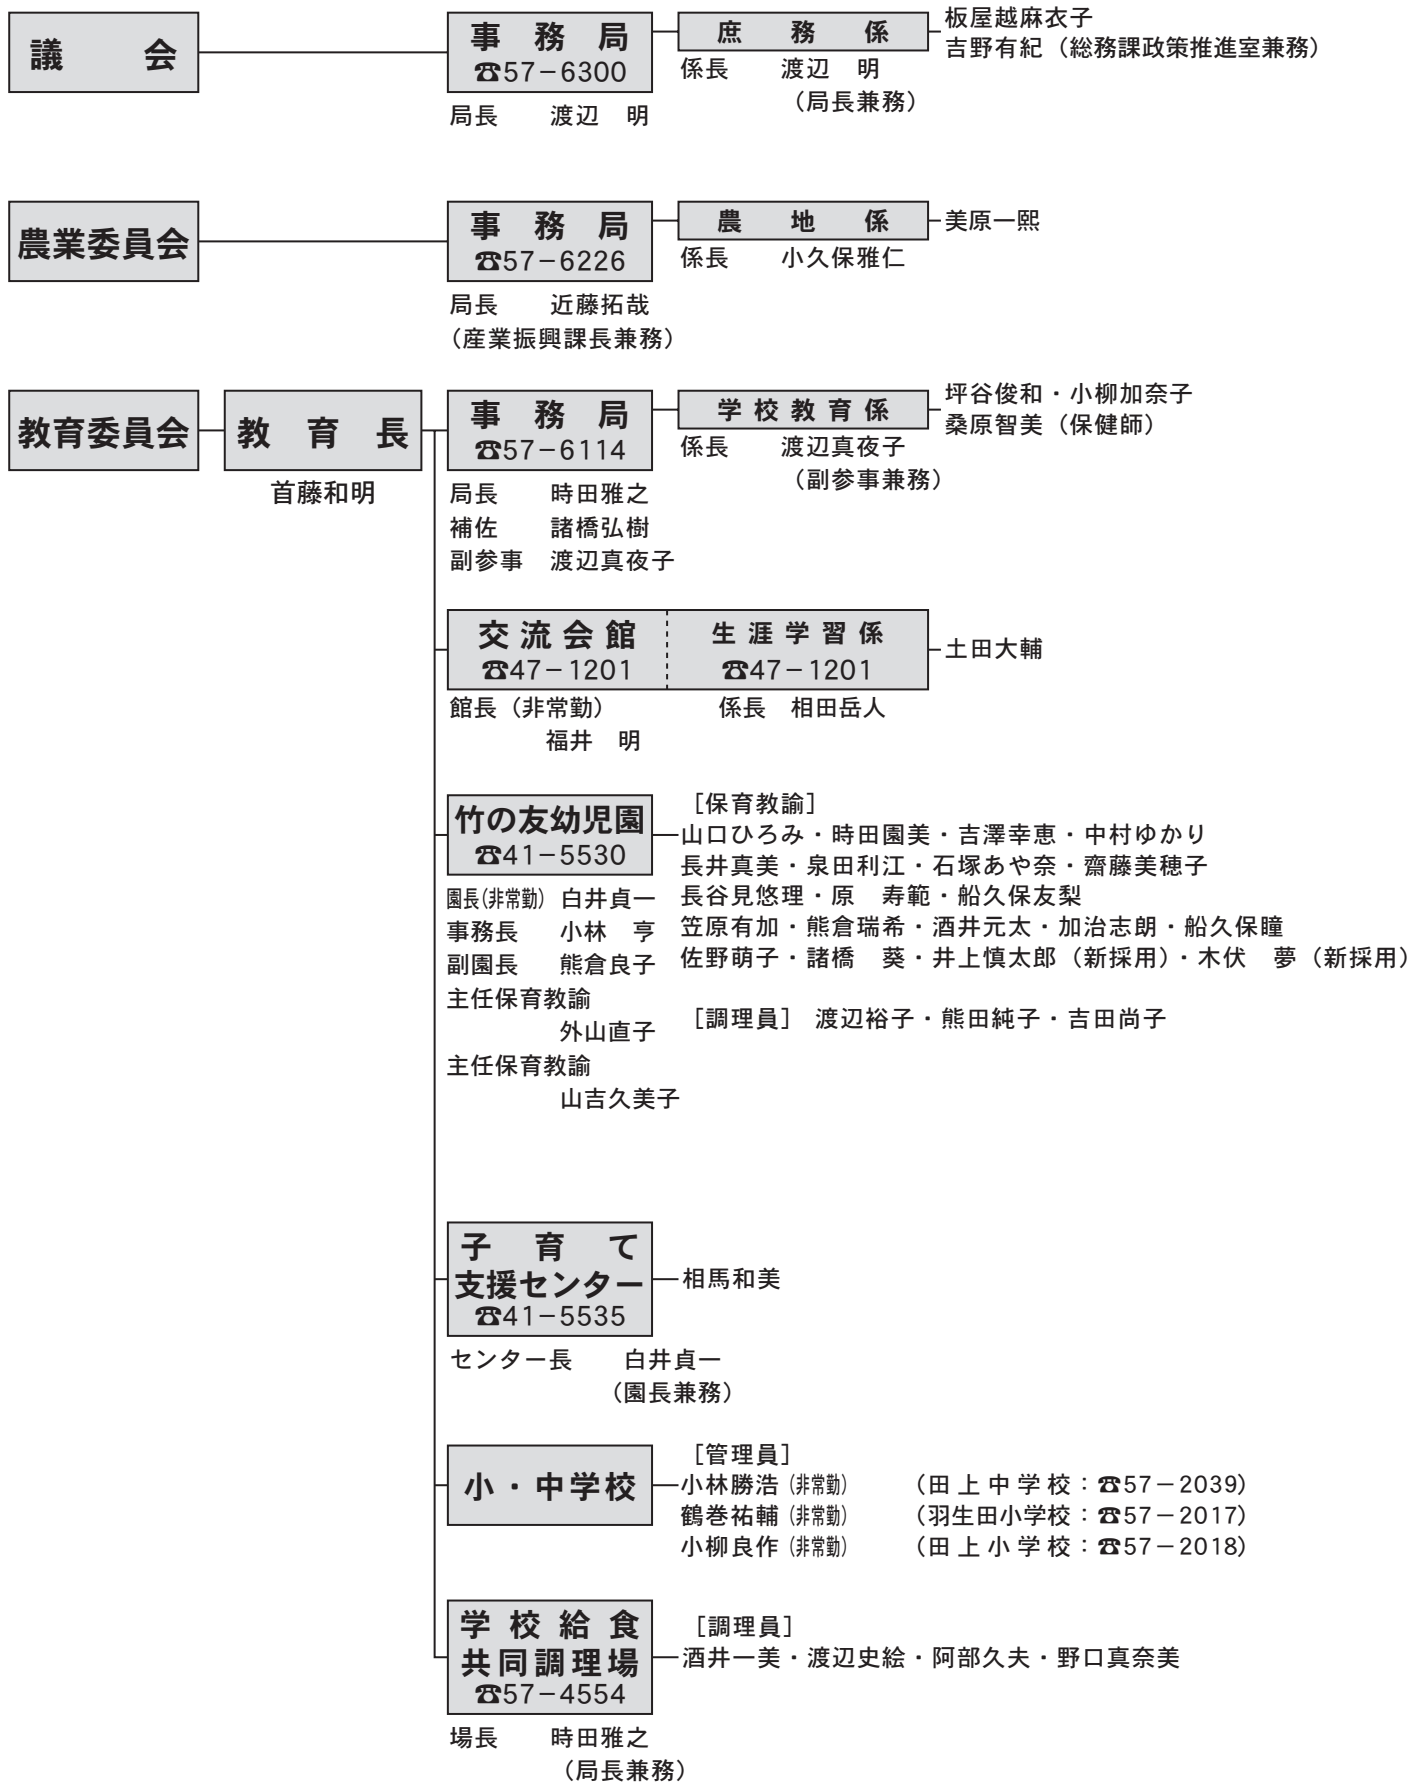 議　会
事　務　局
☎57－6300
局長　　渡辺　明
庶　務　係
係長　　渡辺　明
（局長兼務）
板屋越麻衣子
吉野有紀（総務課政策推進室兼務）
農業委員会
事　務　局
☎57－6226
局長　　近藤拓哉
（産業振興課長兼務）
農　地　係
係長　　小久保雅仁
美原一熙
教育委員会
教　育　長
首藤和明
事　務　局
☎57－6114
局長　　時田雅之
補佐　　諸橋弘樹
副参事　渡辺真夜子
学校教育係
係長　　渡辺真夜子
（副参事兼務）
坪谷俊和・小柳加奈子
桑原智美（保健師）
交流会館
☎47－1201
館長（非常勤）
福井　明
生涯学習係
☎47－1201
係長　相田岳人
土田大輔
竹の友幼児園
☎41－5530
園長（非常勤）白井貞一
事務長　　小林　亨
副園長　　熊倉良子
主任保育教諭
外山直子
主任保育教諭
山吉久美子
［保育教諭］
山口ひろみ・時田園美・吉澤幸恵・中村ゆかり
長井真美・泉田利江・石塚あや奈・齋藤美穂子
長谷見悠理・原　寿範・船久保友梨
笠原有加・熊倉瑞希・酒井元太・加治志朗・船久保瞳
佐野萌子・諸橋　葵・井上慎太郎（新採用）・木伏　夢（新採用）
［調理員］　渡辺裕子・熊田純子・吉田尚子
子　育　て
支援センター
☎41－5535
センター長　　白井貞一
（園長兼務）
相馬和美
小・中学校
［管理員］
小林勝浩（非常勤）　　（田上中学校：☎57－2039）
鶴巻祐輔（非常勤）　　（羽生田小学校：☎57－2017）
小柳良作（非常勤）　　（田上小学校：☎57－2018）
学校給食
共同調理場
☎57－4554
場長　　時田雅之
（局長兼務）
［調理員］
酒井一美・渡辺史絵・阿部久夫・野口真奈美